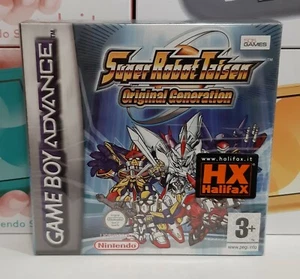 GAME BOY ADVANCE
GAMES
Super Robot Taisen
Original Generation
www.halifax.it
HX
HalifaX
Nintendo
3+
www.pegi.info